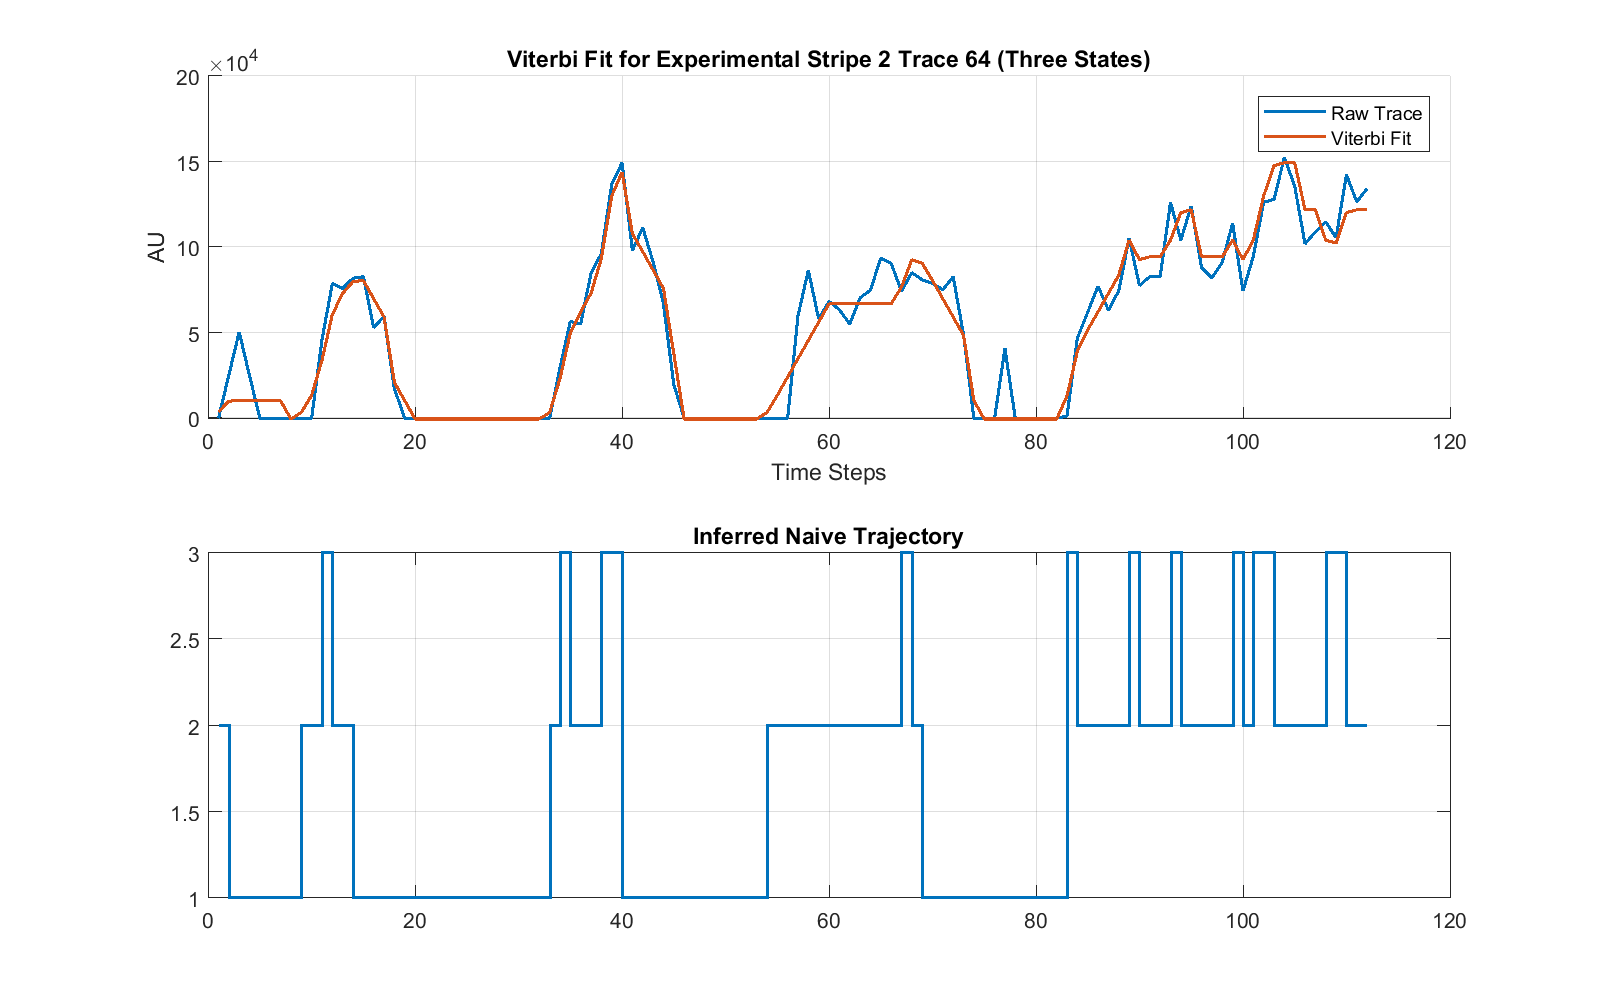 Viterbi Fit for Experimental Stripe 2 Trace 64 (Three States)
×10^4
20
15
10
5
0
AU
Raw Trace
Viterbi Fit
0 20 40 60 80 100 120
Time Steps
Inferred Naive Trajectory
3
2.5
2
1.5
1
0 20 40 60 80 100 120